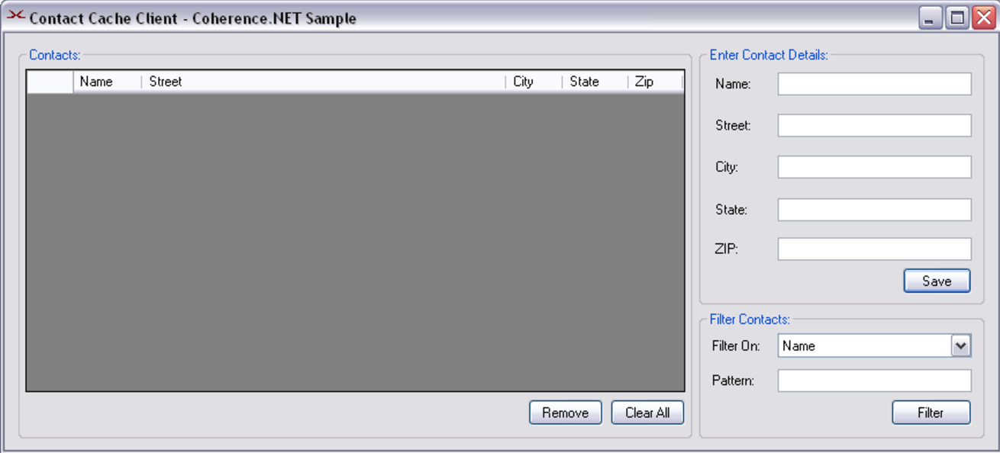 Contact Cache Client - Coherence.NET Sample
Contacts:
Name Street City State Zip
Remove Clear All
Enter Contact Details:
Name:
Street:
City:
State:
ZIP:
Save
Filter Contacts:
Filter On: Name
Pattern:
Filter